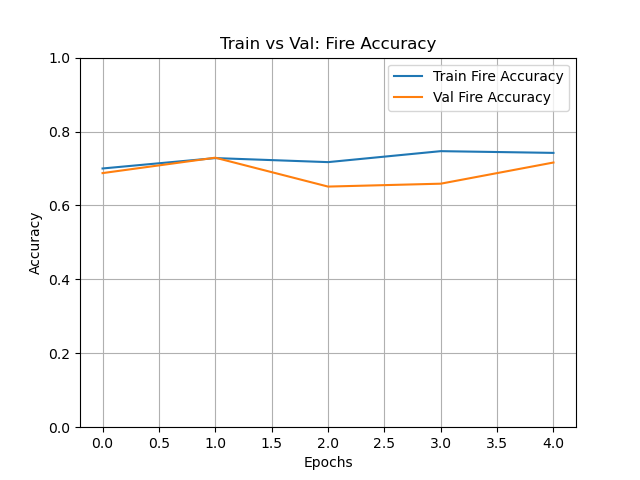 Train vs Val: Fire Accuracy
Train Fire Accuracy
Val Fire Accuracy
Accuracy
1.0
0.8
0.6
0.4
0.2
0.0
0.0 0.5 1.0 1.5 2.0 2.5 3.0 3.5 4.0
Epochs